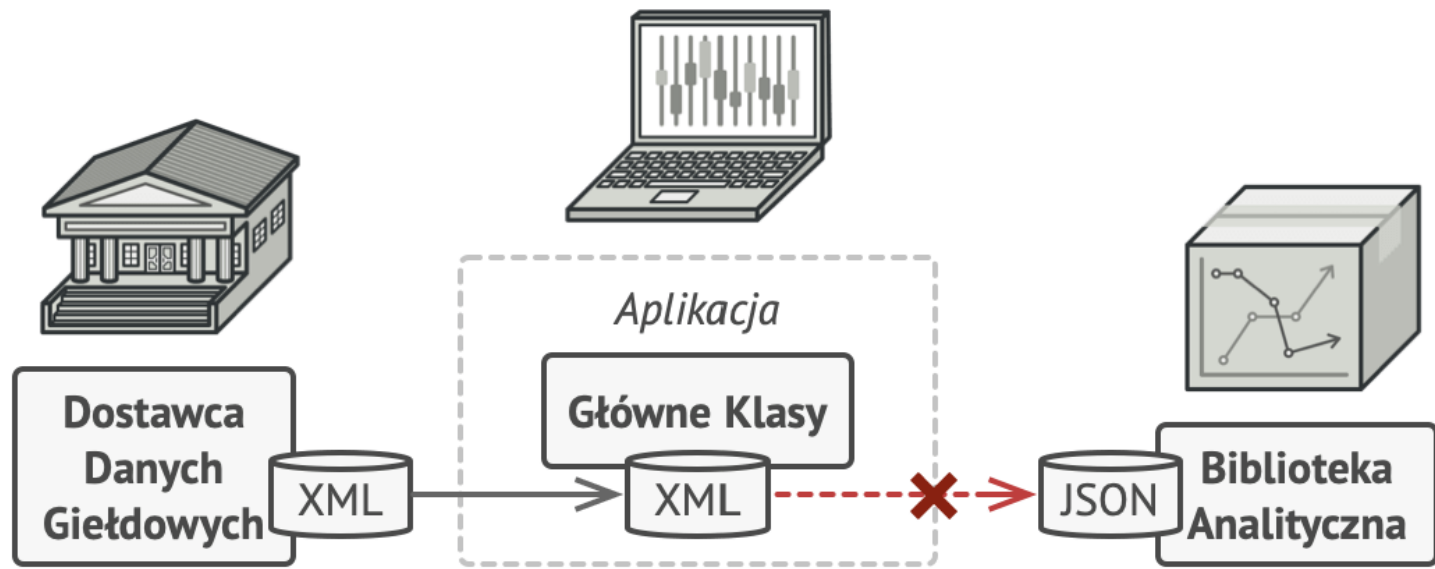 Aplikacja
Dostawca
Danych
Giełdowych
XML
Główne Klasy
XML
JSON
Biblioteka
Analityczna